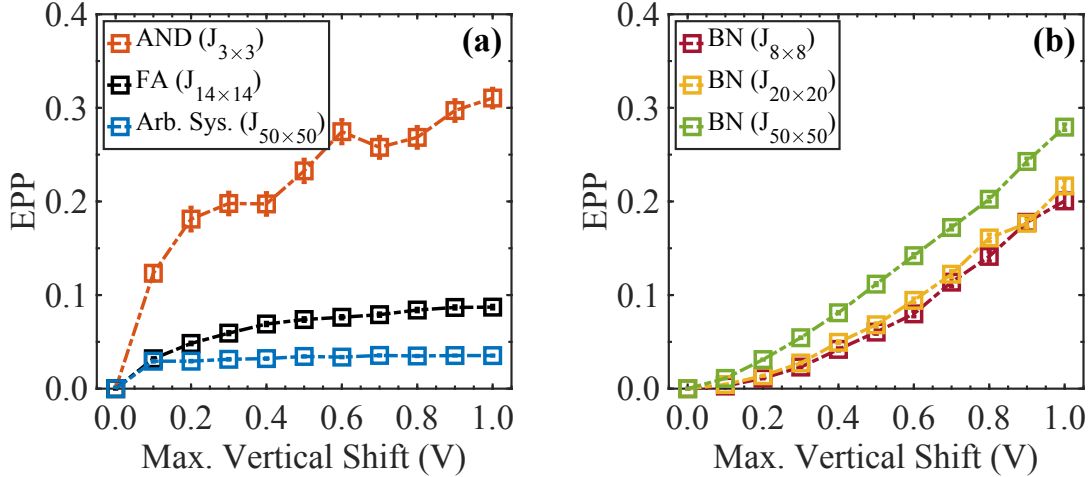 0.4
0.3
0.2
0.1
0.0
EPP
AND (J3×3)
FA (J14×14)
Arb. Sys. (J50×50)
(a)
0.0 0.2 0.4 0.6 0.8 1.0
Max. Vertical Shift (V)
0.4
0.3
0.2
0.1
0.0
EPP
BN (J8×8)
BN (J20×20)
BN (J50×50)
(b)
0.0 0.2 0.4 0.6 0.8 1.0
Max. Vertical Shift (V)